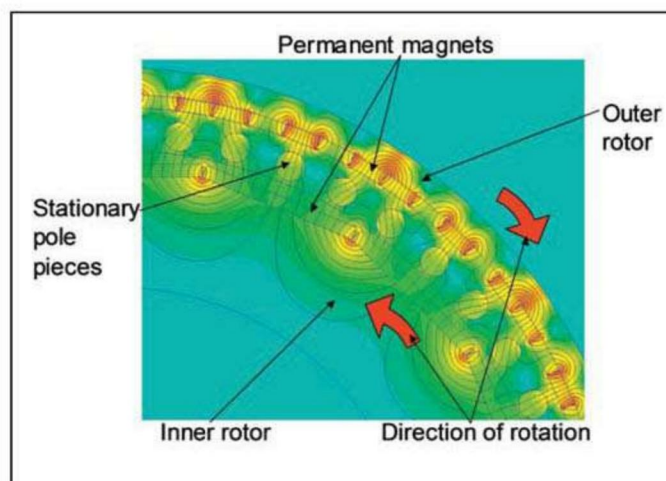 Permanent magnets
Outer
rotor
Stationary
pole
pieces
Inner rotor
Direction of rotation